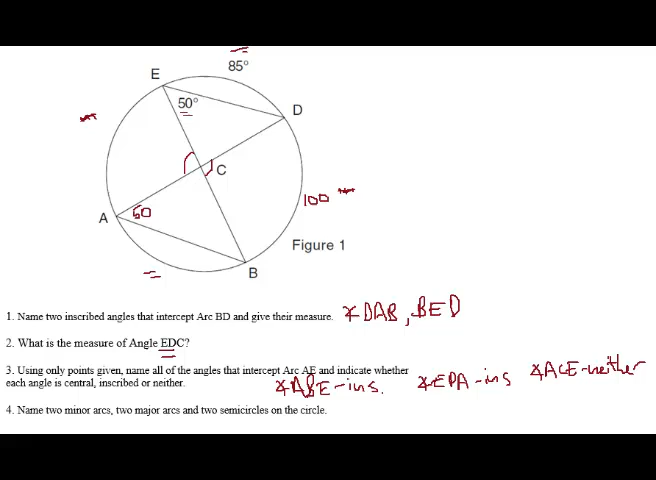 85°
E
50°
D
C
100
A
50
B
Figure 1
1. Name two inscribed angles that intercept Arc BD and give their measure. ∡DAB, BED
2. What is the measure of Angle EDC?
3. Using only points given, name all of the angles that intercept Arc AE and indicate whether
each angle is central, inscribed or neither.
∡ABE-ins. ∡EDA-ins ∡ACE-neither
4. Name two minor arcs, two major arcs and two semicircles on the circle.